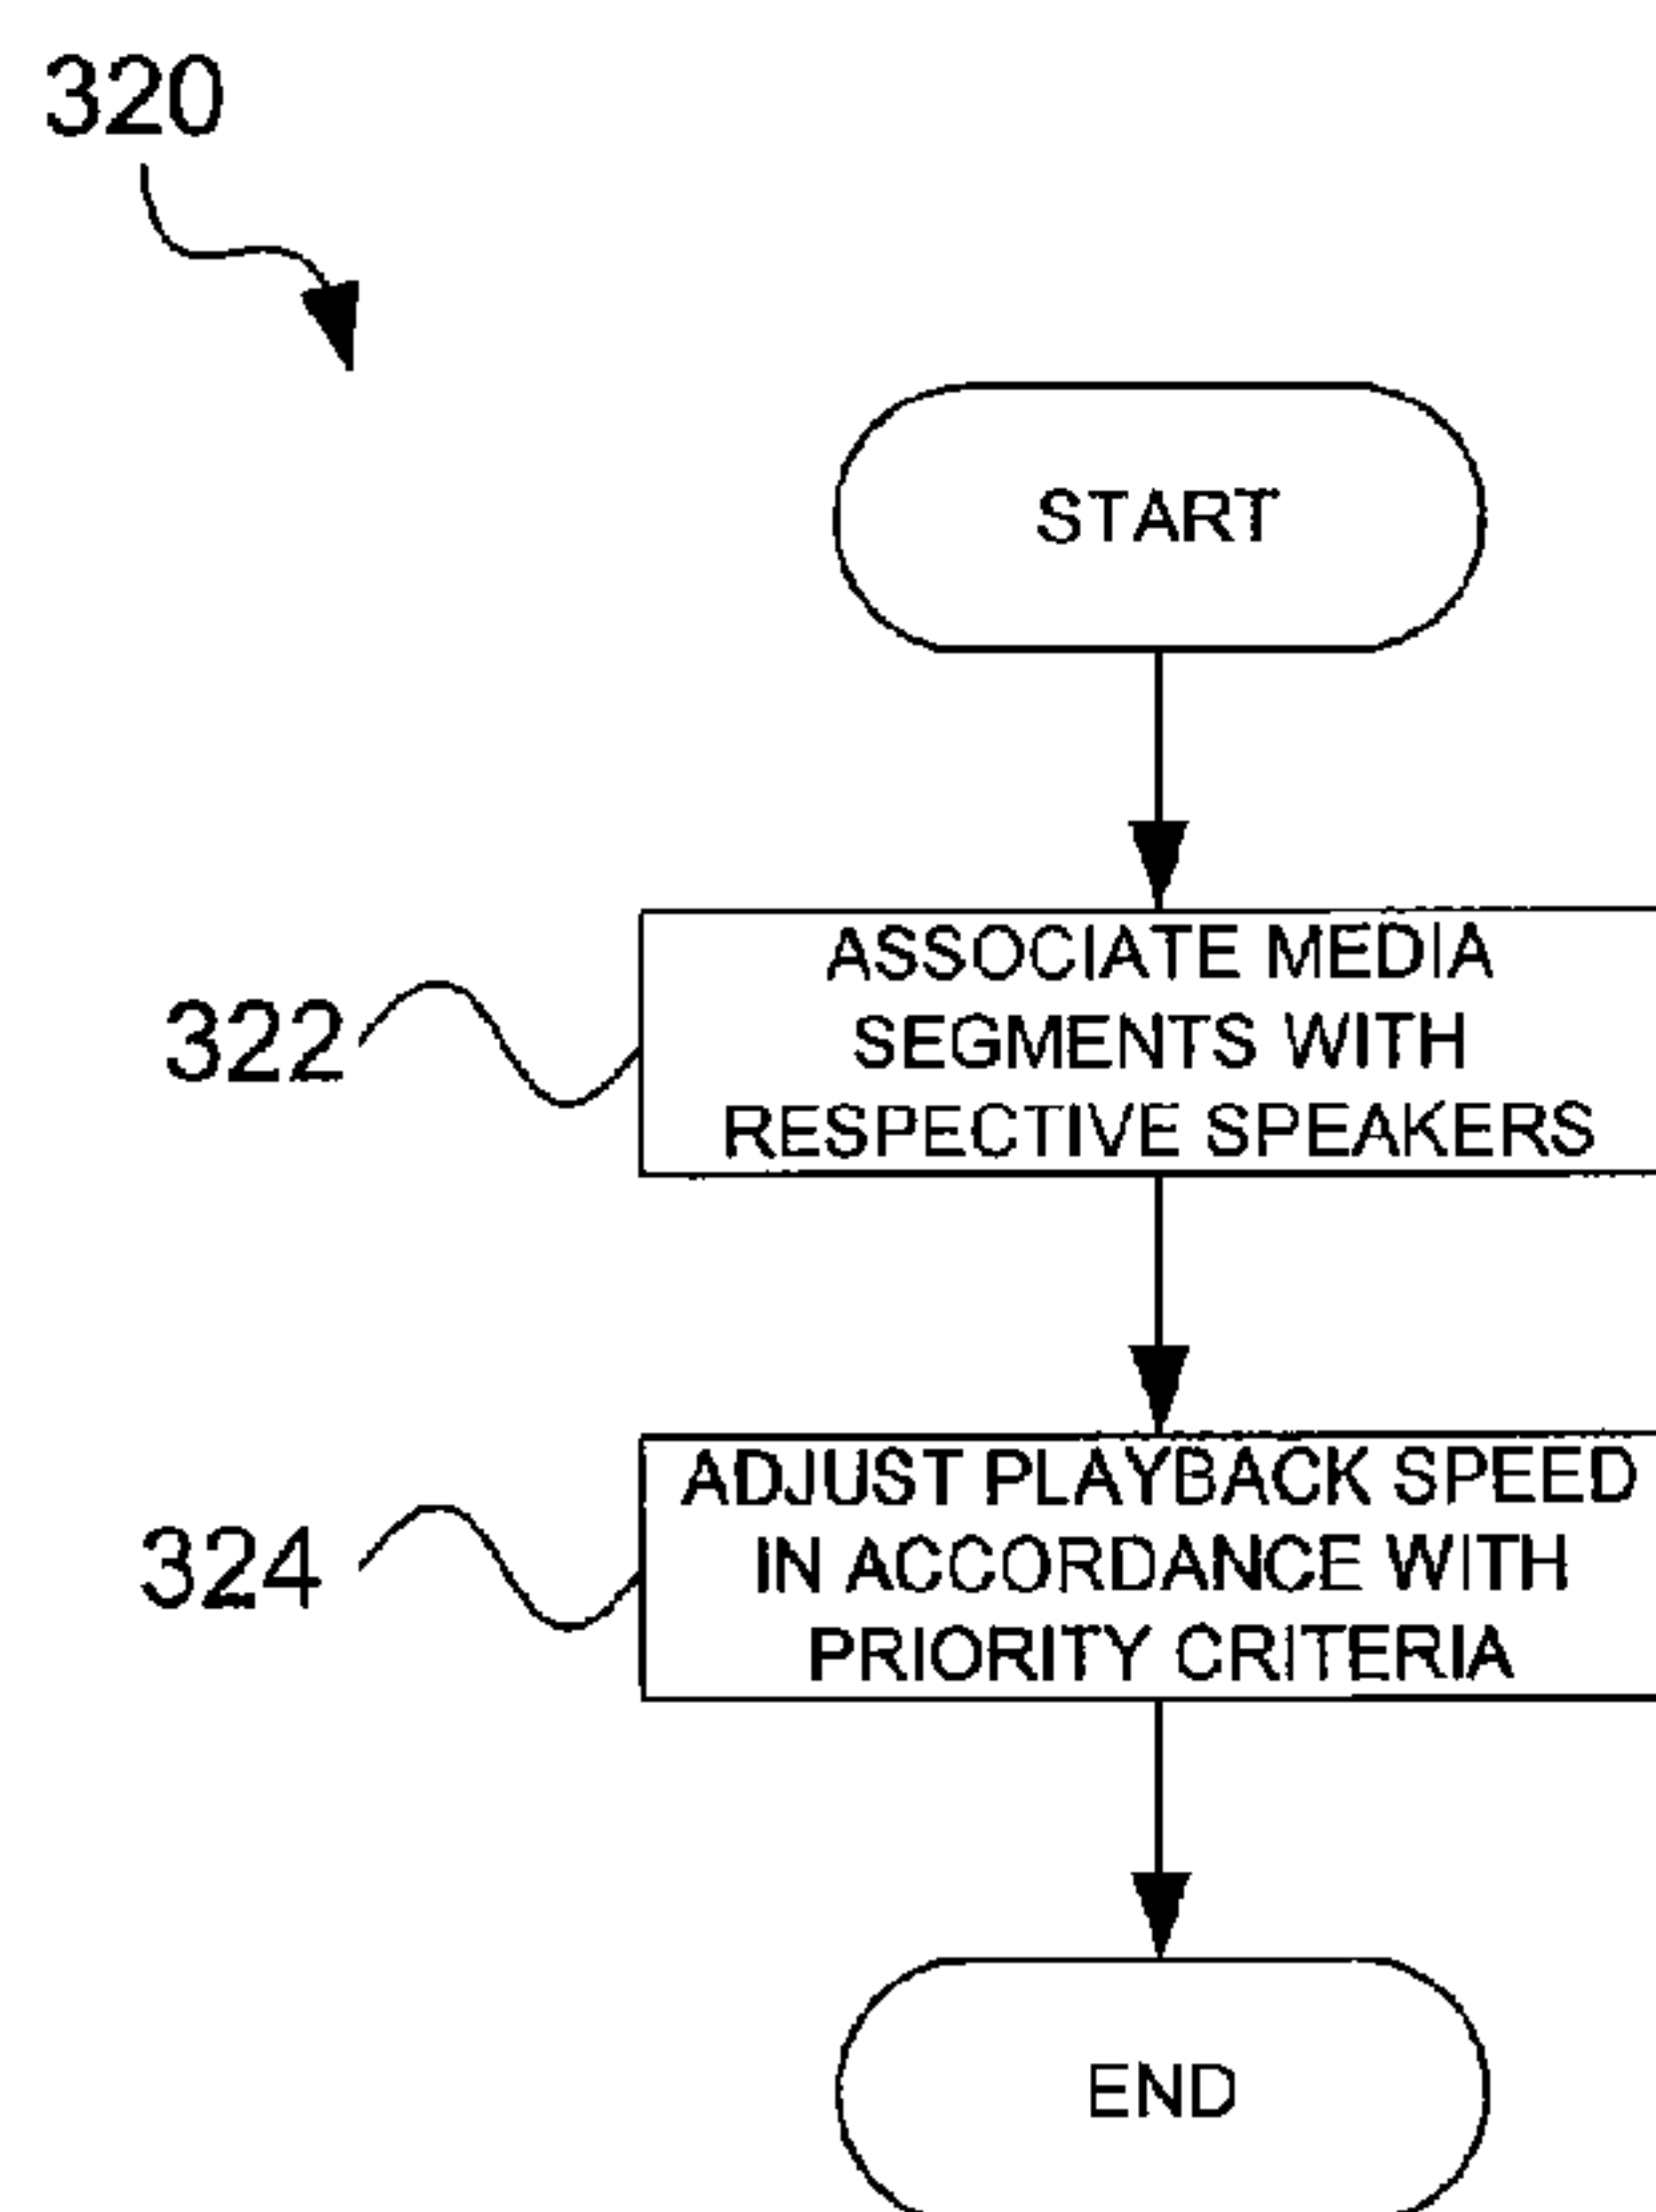 320
START
322
ASSOCIATE MEDIA
SEGMENTS WITH
RESPECTIVE SPEAKERS
324
ADJUST PLAYBACK SPEED
IN ACCORDANCE WITH
PRIORITY CRITERIA
END